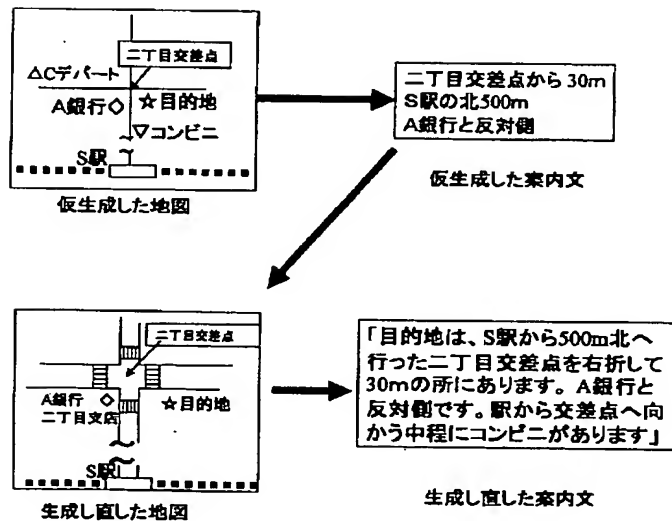 二丁目交差点
△Cデパート
A銀行◇ ☆目的地
▽コンビニ
S駅
仮生成した地図
二丁目交差点から30m
S駅の北500m
A銀行と反対側
仮生成した案内文
二丁目交差点
A銀行 ◇ ☆目的地
二丁目支店
S駅
生成し直した地図
「目的地は、S駅から500m北へ
行った二丁目交差点を右折して
30mの所にあります。A銀行と
反対側です。駅から交差点へ向
かう中程にコンビニがあります」
生成し直した案内文